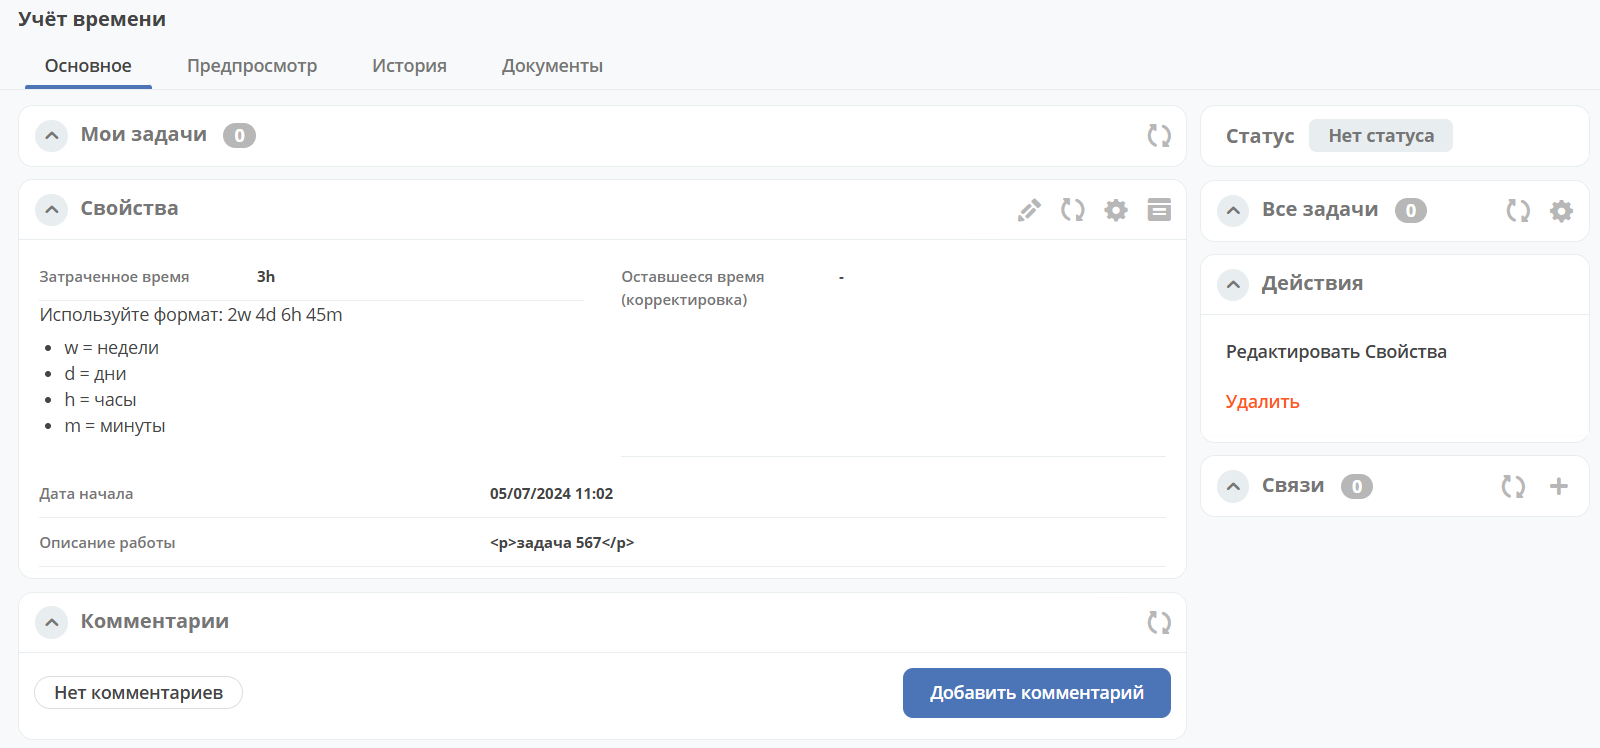 Учёт времени
Основное
Предпросмотр
История
Документы
Мои задачи 0
Свойства
Затраченное время 3h
Используйте формат: 2w 4d 6h 45m
w = недели
d = дни
h = часы
m = минуты
Оставшееся время -
(корректировка)
Дата начала 05/07/2024 11:02
Описание работы <p>задача 567</p>
Комментарии
Нет комментариев
Добавить комментарий
Статус Нет статуса
Все задачи 0
Действия
Редактировать Свойства
Удалить
Связи 0